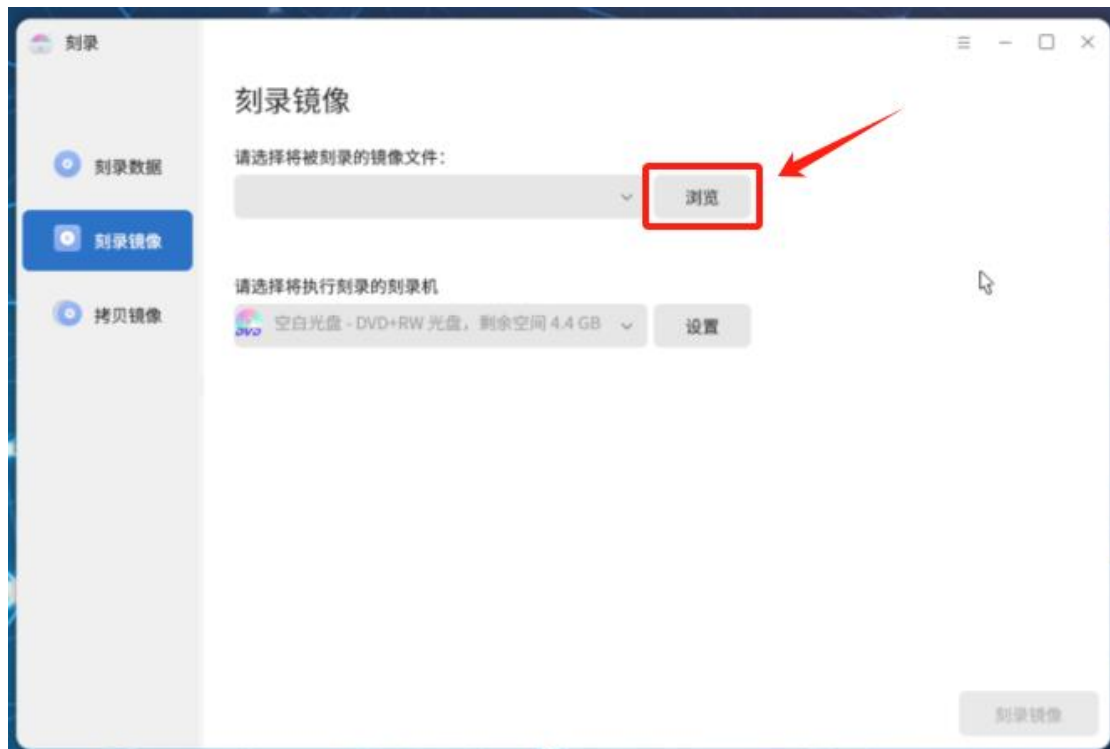 刻录
刻录镜像
请选择将被刻录的镜像文件：
浏览
刻录数据
刻录镜像
拷贝镜像
请选择将执行刻录的刻录机
DVD
空白光盘 - DVD+RW 光盘，剩余空间 4.4 GB
设置
刻录镜像